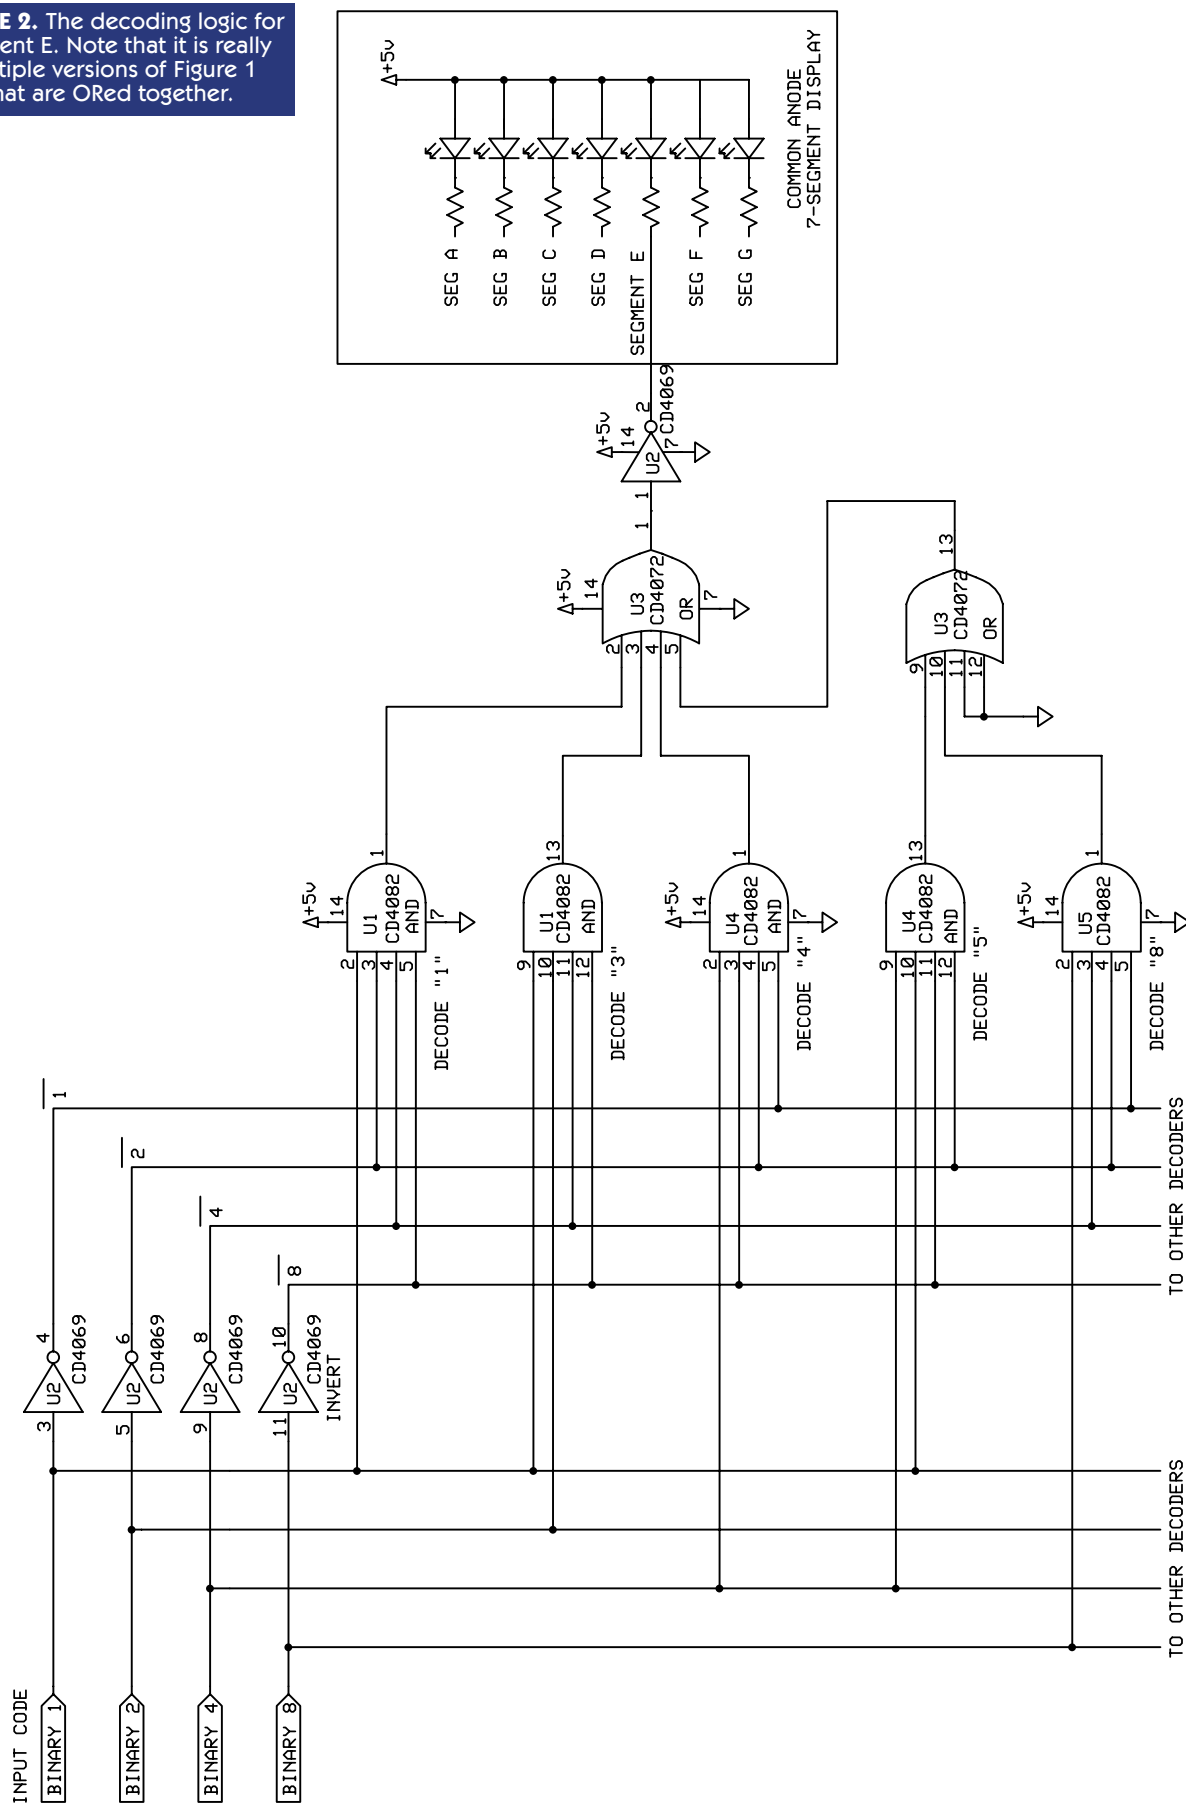 E 2. The decoding logic for
ent E. Note that it is really
tiple versions of Figure 1
hat are ORed together.
+5v
SEG A
SEG B
SEG C
SEG D
SEGMENT E
SEG F
SEG G
COMMON ANODE
7-SEGMENT DISPLAY
+5v
14
U2
7
1
2
CD4069
+5v
14
U3
CD4072
OR
7
2
3
4
5
1
U3
CD4072
OR
9
10
11
12
13
+5v
14
U1
CD4082
AND
7
2
3
4
5
1
DECODE "1"
U1
CD4082
AND
9
10
11
12
13
DECODE "3"
+5v
14
U4
CD4082
AND
7
2
3
4
5
1
DECODE "4"
U4
CD4082
AND
9
10
11
12
13
DECODE "5"
+5v
14
U5
CD4082
AND
7
2
3
4
5
1
DECODE "8"
1
2
4
8
TO OTHER DECODERS
3
U2
4
CD4069
5
U2
6
CD4069
9
U2
8
CD4069
11
U2
10
CD4069
INVERT
TO OTHER DECODERS
INPUT CODE
BINARY 1
BINARY 2
BINARY 4
BINARY 8